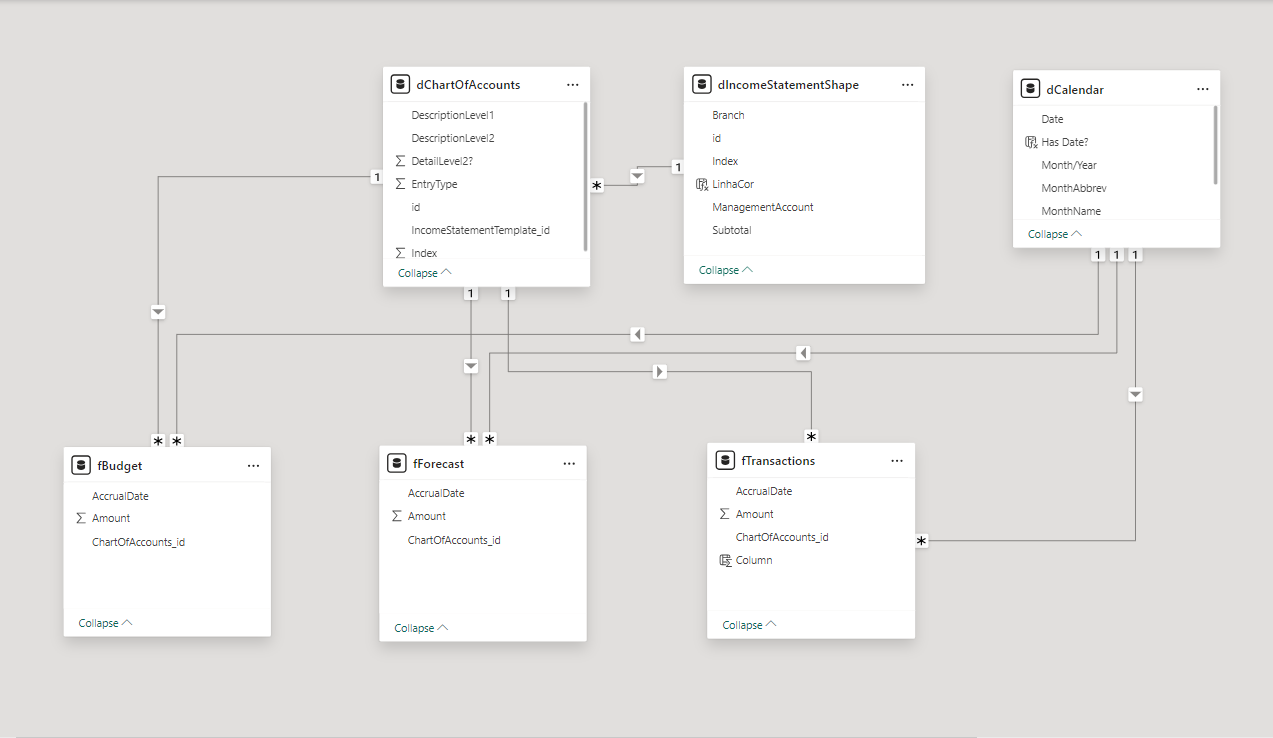 dChartOfAccounts
DescriptionLevel1
DescriptionLevel2
DetailLevel2?
EntryType
id
IncomeStatementTemplate_id
Index
Collapse
dIncomeStatementShape
Branch
id
Index
LinhaCor
ManagementAccount
Subtotal
Collapse
dCalendar
Date
Has Date?
Month/Year
MonthAbbrev
MonthName
Collapse
1
*
1
1
1
1
1
1
*
*
*
*
*
*
fBudget
AccrualDate
Amount
ChartOfAccounts_id
Collapse
fForecast
AccrualDate
Amount
ChartOfAccounts_id
Collapse
fTransactions
AccrualDate
Amount
ChartOfAccounts_id
Column
Collapse